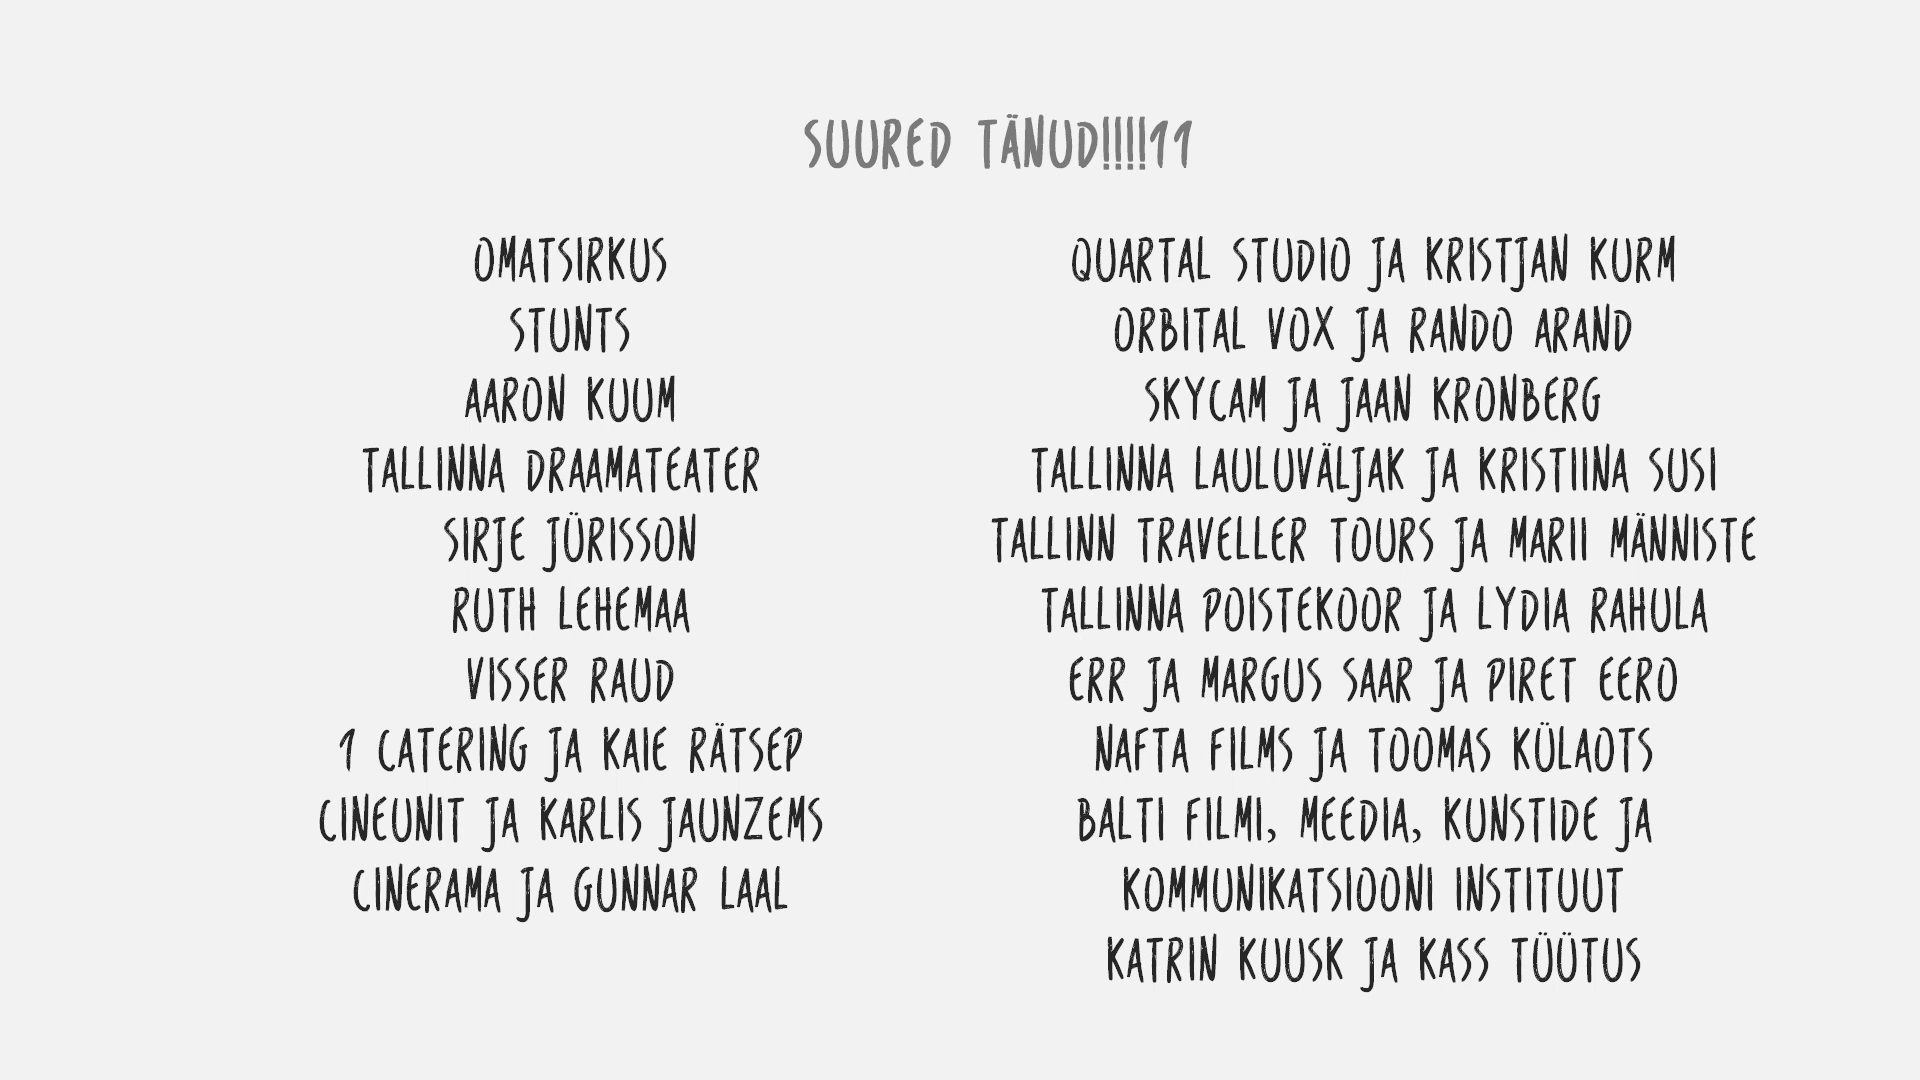 SUURED TÄNUD!!!!11
OMATSIRKUS
STUNTS
AARON KUUM
TALLINNA DRAAMATEATER
SIRJE JÜRISSON
RUTH LEHEMAA
VISSER RAUD
1 CATERING JA KAIE RÄTSEP
CINEUNIT JA KARLIS JAUNZEMS
CINERAMA JA GUNNAR LAAL
QUARTAL STUDIO JA KRISTJAN KURM
ORBITAL VOX JA RANDO ARAND
SKYCAM JA JAAN KRONBERG
TALLINNA LAULUVÄLJAK JA KRISTIINA SUSI
TALLINN TRAVELLER TOURS JA MARII MÄNNISTE
TALLINNA POISTEKOOR JA LYDIA RAHULA
ERR JA MARGUS SAAR JA PIRET EERO
NAFTA FILMS JA TOOMAS KÜLAOTS
BALTI FILMI, MEEDIA, KUNSTIDE JA
KOMMUNIKATSIOONI INSTITUUT
KATRIN KUUSK JA KASS TÜÜTUS